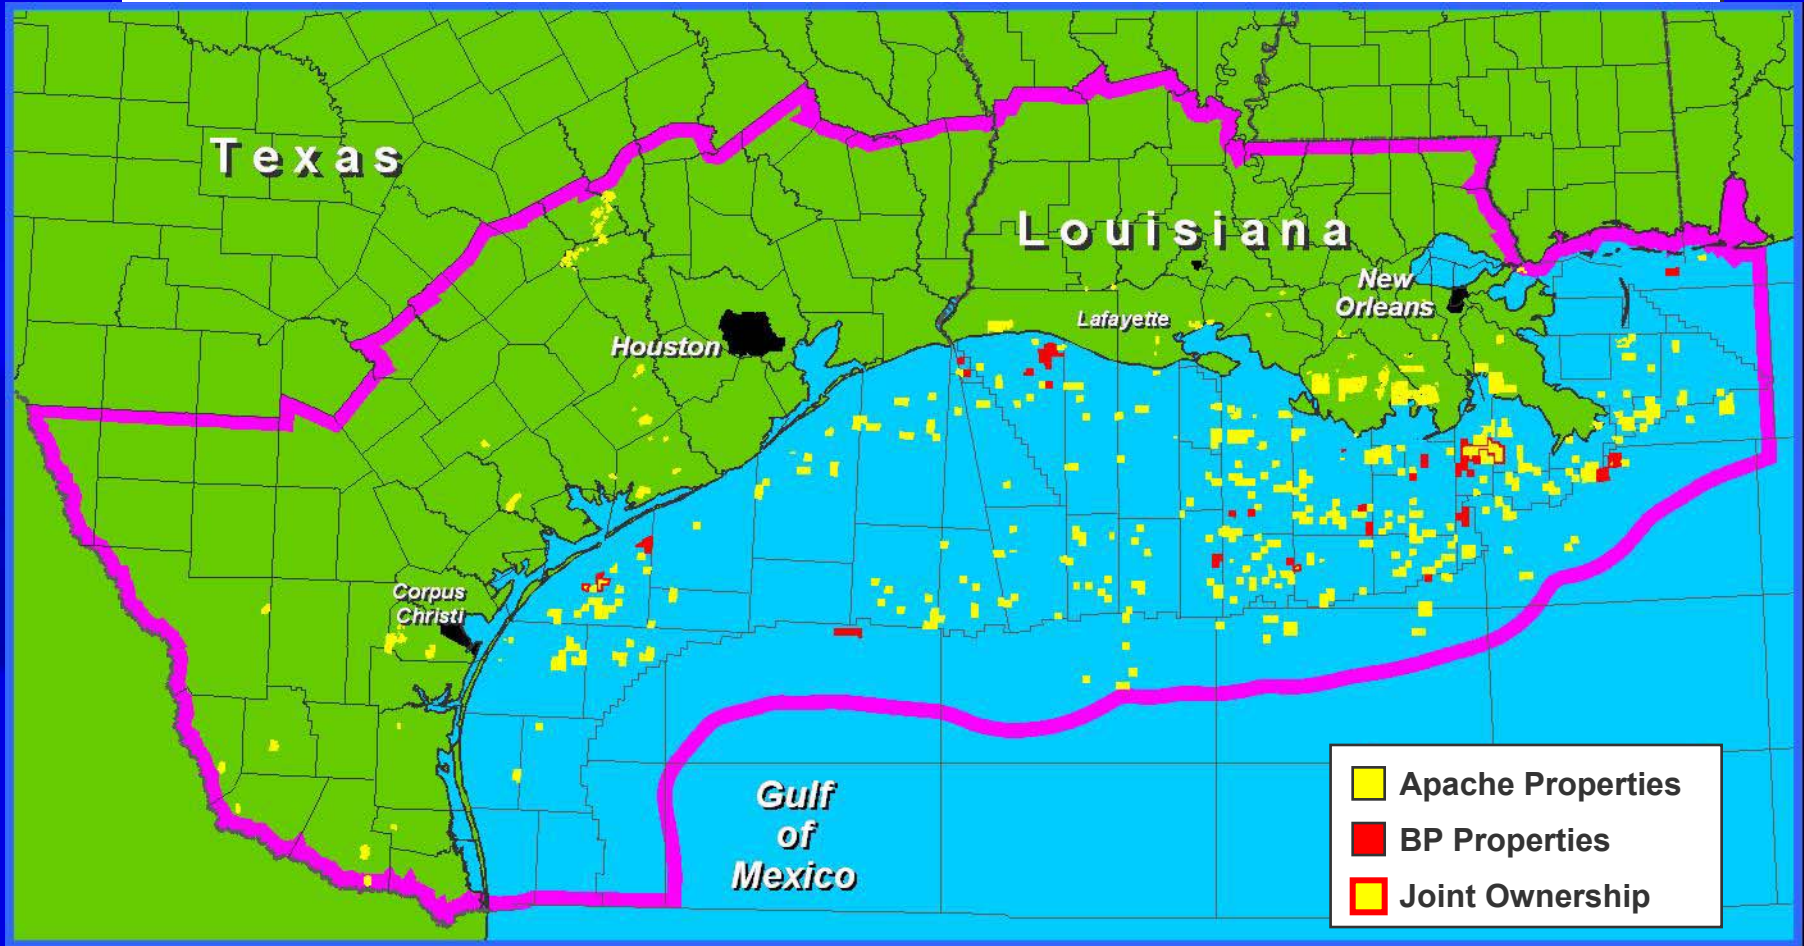 Texas
Louisiana
New
Orleans
Lafayette
Houston
Corpus
Christi
Gulf
of
Mexico
Apache Properties
BP Properties
Joint Ownership